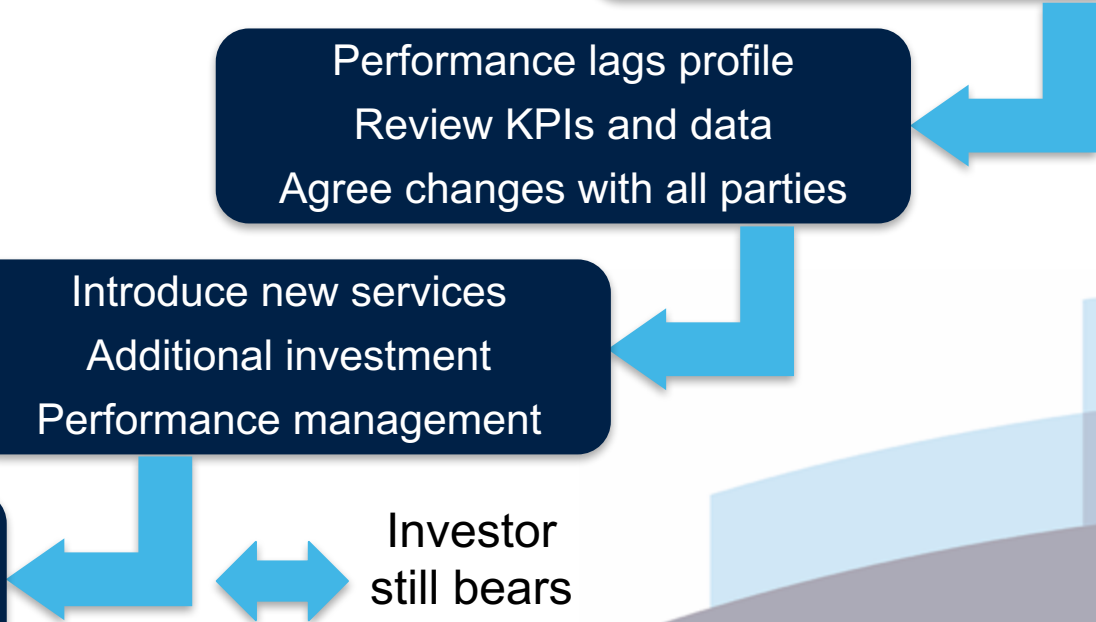 Performance lags profile
Review KPIs and data
Agree changes with all parties
Introduce new services
Additional investment
Performance management
Investor
still bears